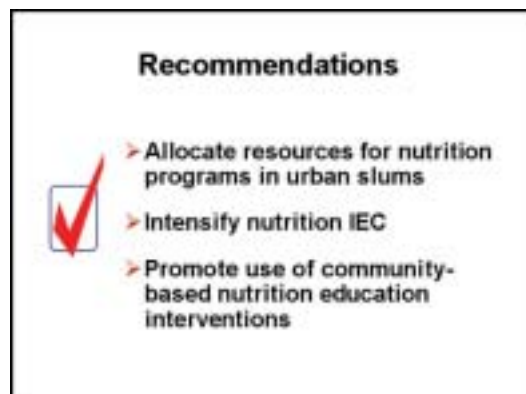 Recommendations
➢Allocate resources for nutrition
programs in urban slums
➢Intensify nutrition IEC
➢Promote use of community-
based nutrition education
interventions